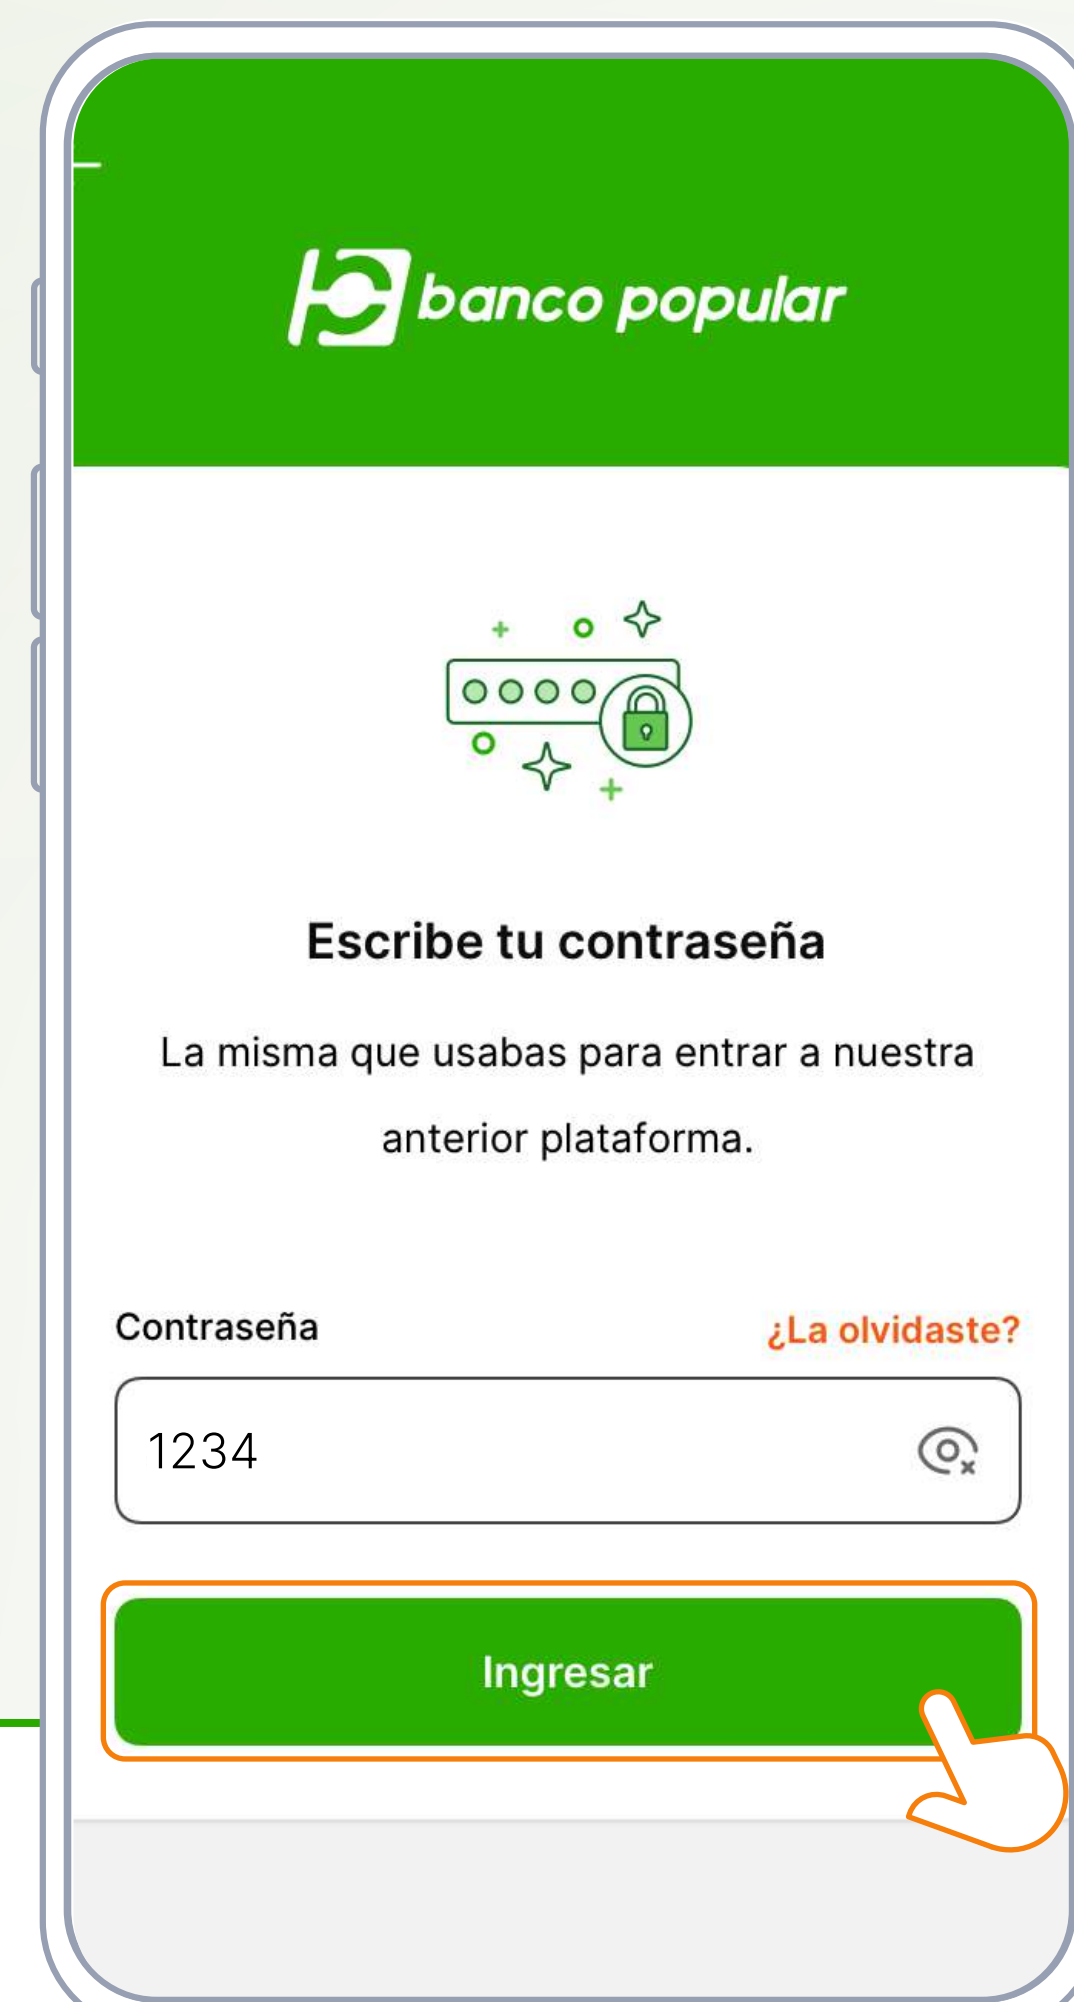 banco popular
Escribe tu contraseña
La misma que usabas para entrar a nuestra
anterior plataforma.
Contraseña
¿La olvidaste?
1234
Ingresar